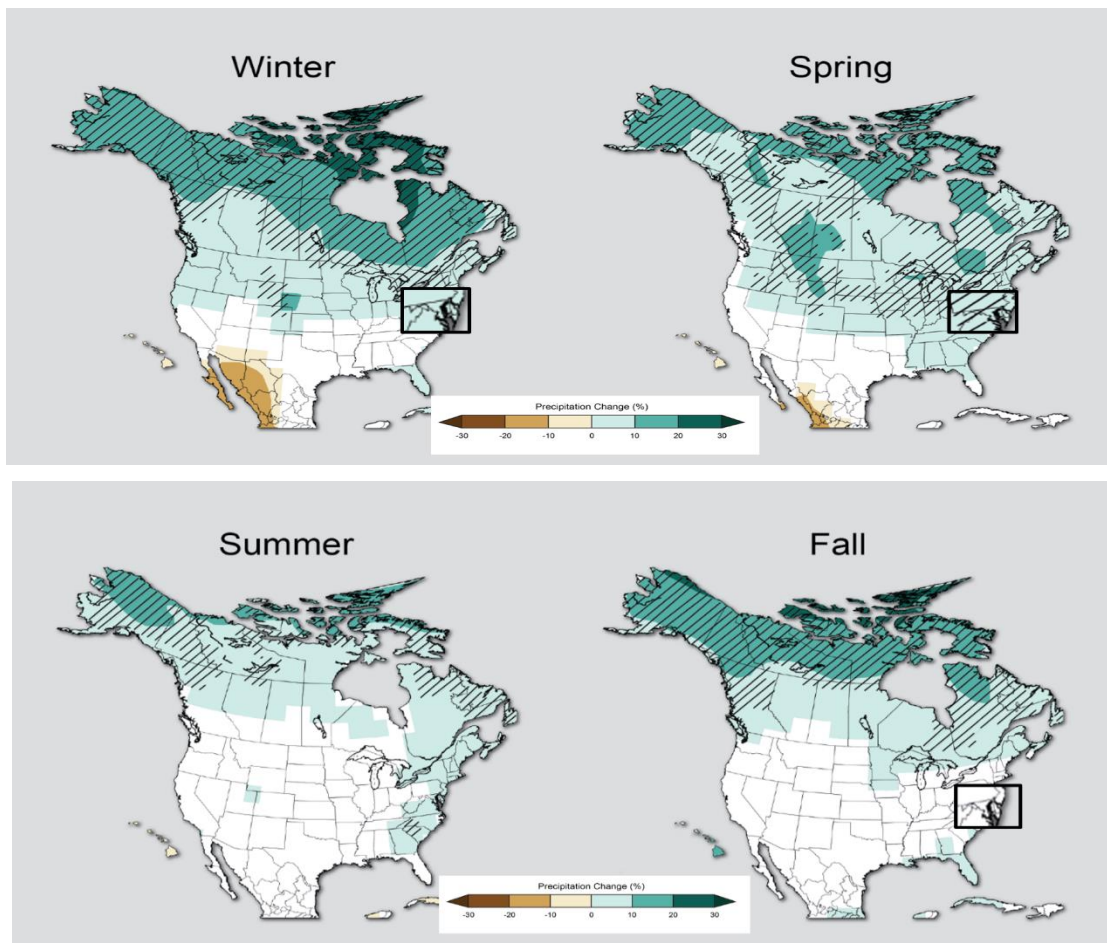 Winter
Spring
Precipitation Change (%)
-30 -20 -10 0 10 20 30
Summer
Fall
Precipitation Change (%)
-30 -20 -10 0 10 20 30